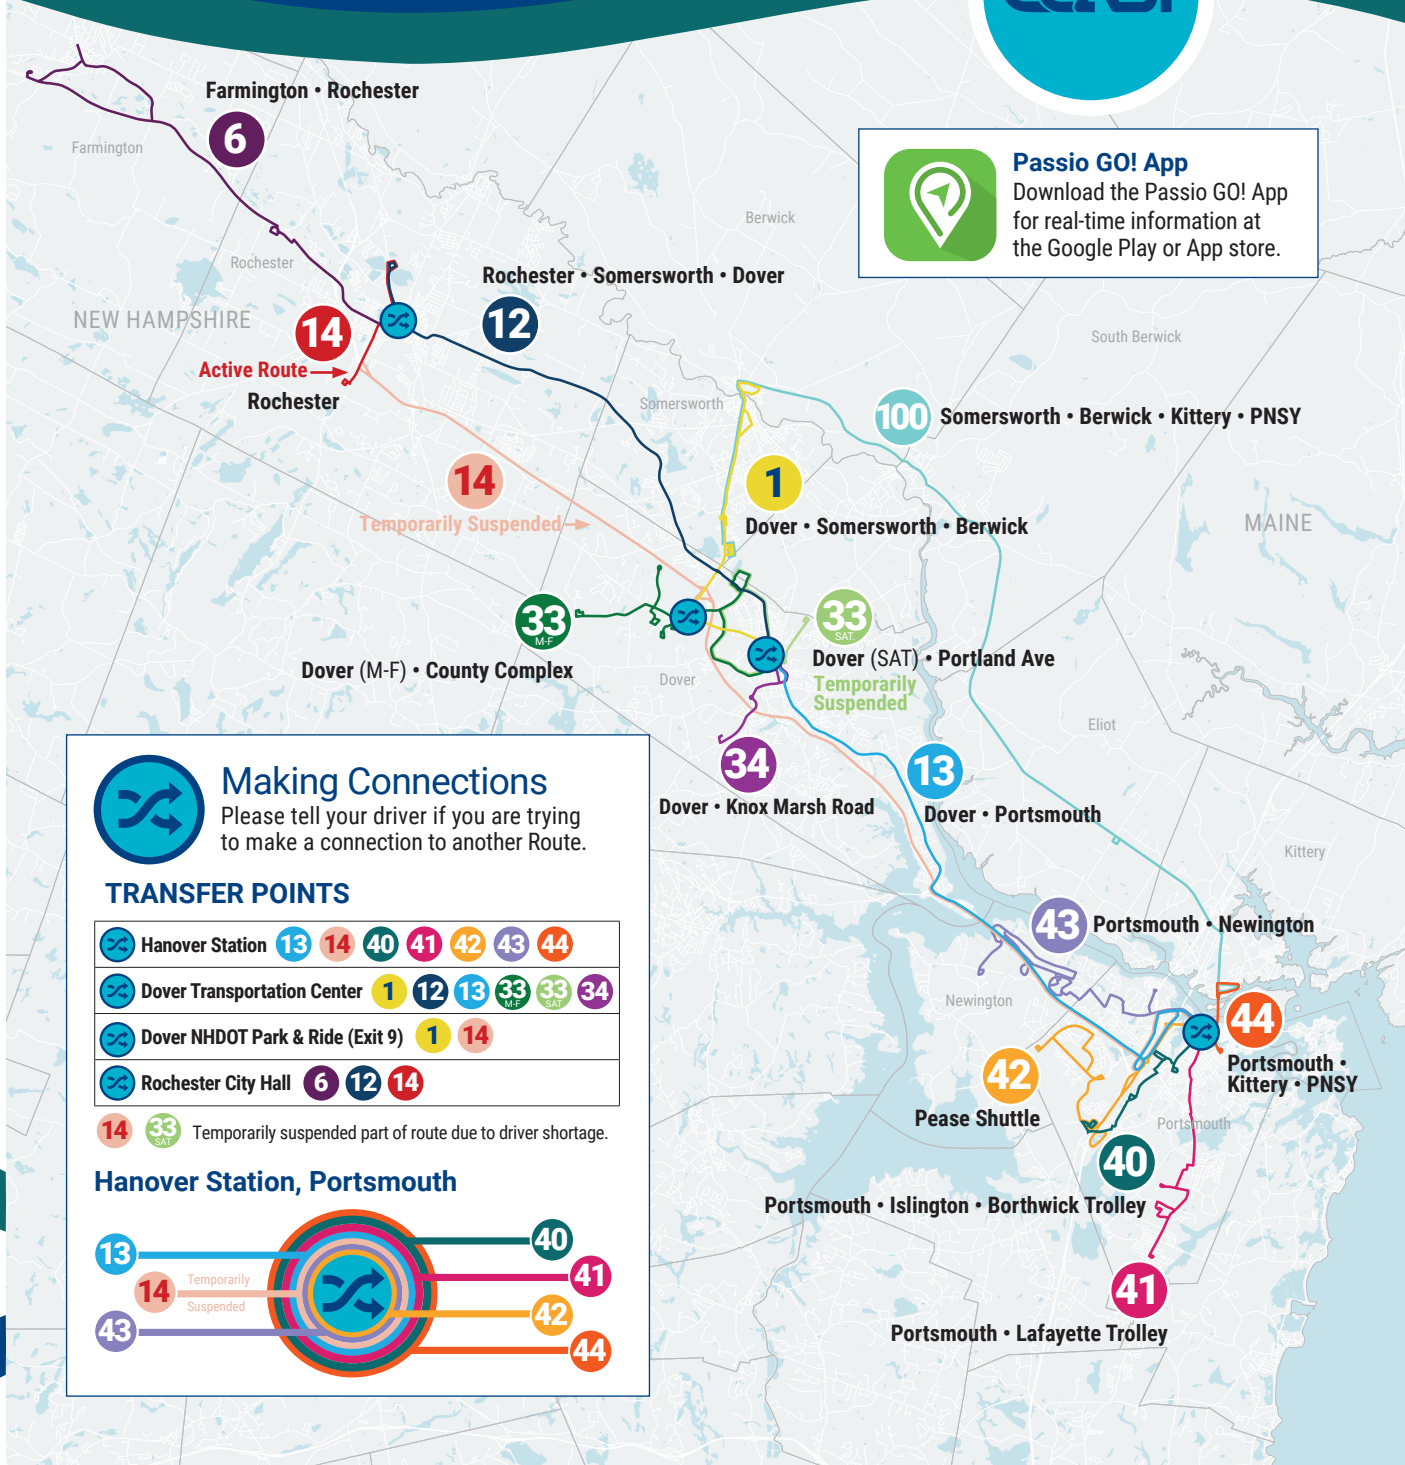 Farmington • Rochester
6
Farmington
Passio GO! App
Download the Passio GO! App
for real-time information at
the Google Play or App store.
Berwick
Rochester
Rochester • Somersworth • Dover
12
NEW HAMPSHIRE
14
Active Route
Rochester
South Berwick
Somersworth
100
Somersworth • Berwick • Kittery • PNSY
14
Temporarily Suspended
1
Dover • Somersworth • Berwick
MAINE
33
M-F
Dover (M-F) • County Complex
33
SAT.
Dover (SAT) • Portland Ave
Temporarily
Suspended
Dover
Eliot
34
Dover • Knox Marsh Road
13
Dover • Portsmouth
Kittery
43
Portsmouth • Newington
Newington
44
Portsmouth •
Kittery • PNSY
42
Pease Shuttle
Portsmouth
40
Portsmouth • Islington • Borthwick Trolley
41
Portsmouth • Lafayette Trolley
Making Connections
Please tell your driver if you are trying
to make a connection to another Route.
TRANSFER POINTS
Hanover Station 13 14 40 41 42 43 44
Dover Transportation Center 1 12 13 33 M-F 33 SAT 34
Dover NHDOT Park & Ride (Exit 9) 1 14
Rochester City Hall 6 12 14
14 33 SAT Temporarily suspended part of route due to driver shortage.
Hanover Station, Portsmouth
13
14
Temporarily
Suspended
43
40
41
42
44